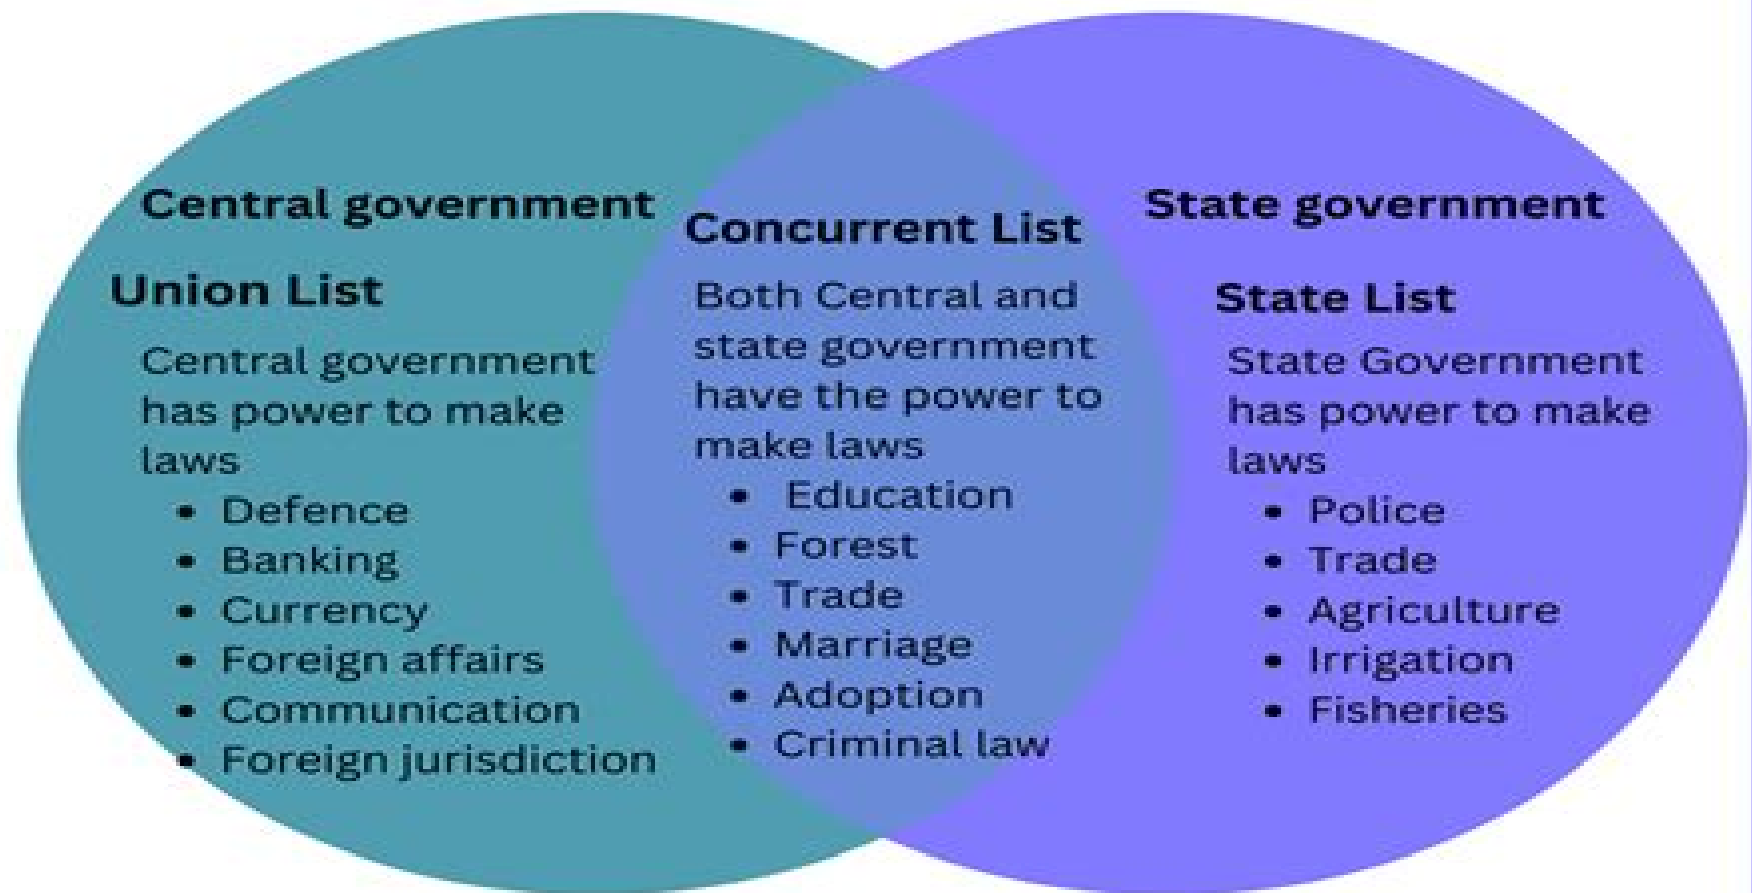 Central government
Union List
Central government
has power to make
laws
• Defence
• Banking
• Currency
• Foreign affairs
• Communication
• Foreign jurisdiction
Concurrent List
Both Central and
state government
have the power to
make laws
• Education
• Forest
• Trade
• Marriage
• Adoption
• Criminal law
State government
State List
State Government
has power to make
laws
• Police
• Trade
• Agriculture
• Irrigation
• Fisheries